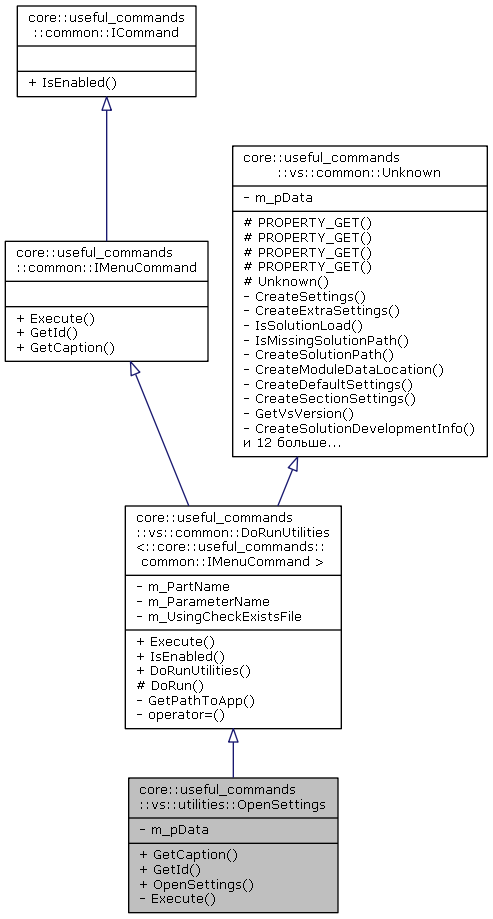 core::useful_commands
::common::ICommand
+ IsEnabled()
core::useful_commands
::vs::common::Unknown
- m_pData
# PROPERTY_GET()
# PROPERTY_GET()
# PROPERTY_GET()
# PROPERTY_GET()
# Unknown()
- CreateSettings()
- CreateExtraSettings()
- IsSolutionLoad()
- IsMissingSolutionPath()
- CreateSolutionPath()
- CreateModuleDataLocation()
- CreateDefaultSettings()
- CreateSectionSettings()
- GetVsVersion()
- CreateSolutionDevelopmentInfo()
и 12 больше...
core::useful_commands
::common::IMenuCommand
+ Execute()
+ GetId()
+ GetCaption()
core::useful_commands
::vs::common::DoRunUtilities
<::core::useful_commands::
common::IMenuCommand >
- m_PartName
- m_ParameterName
- m_UsingCheckExistsFile
+ Execute()
+ IsEnabled()
+ DoRunUtilities()
# DoRun()
- GetPathToApp()
- operator=()
core::useful_commands
::vs::utilities::OpenSettings
- m_pData
+ GetCaption()
+ GetId()
+ OpenSettings()
- Execute()